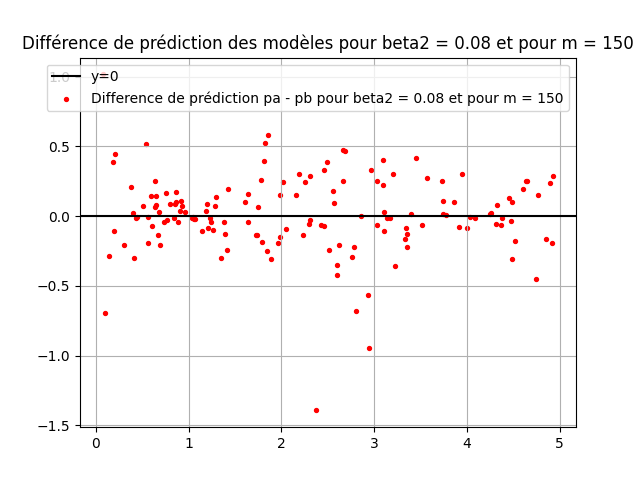 Différence de prédiction des modèles pour beta2 = 0.08 et pour m = 150
1.0
y=0
Difference de prédiction pa - pb pour beta2 = 0.08 et pour m = 150
0.5
0.0
−0.5
−1.0
−1.5
0 1 2 3 4 5